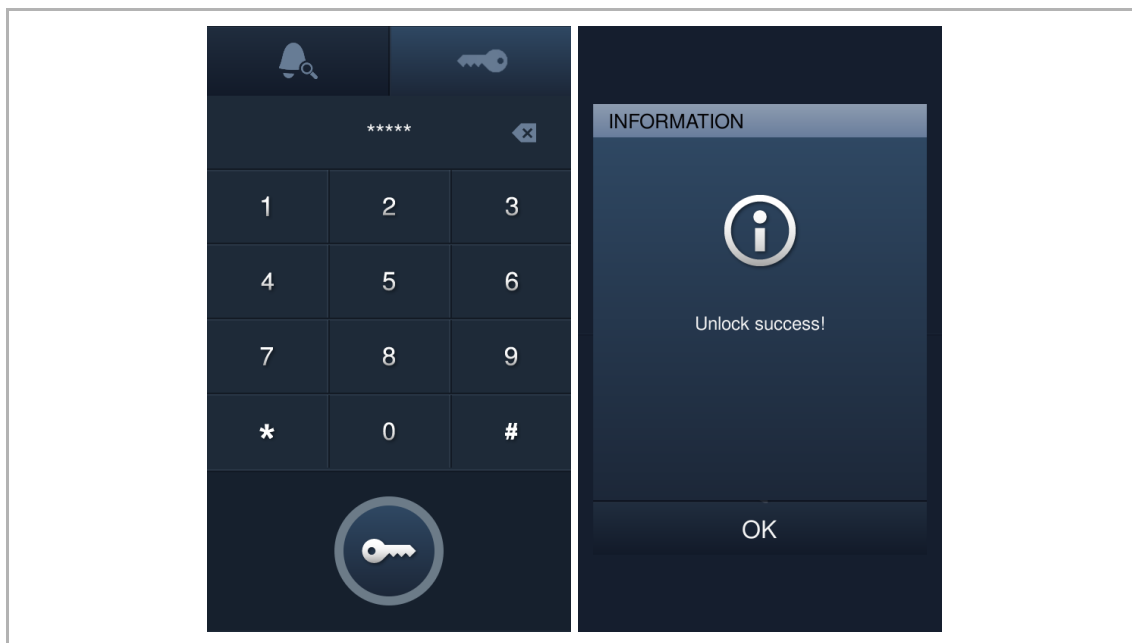 *****
1 2 3
4 5 6
7 8 9
* 0 #
INFORMATION
Unlock success!
OK